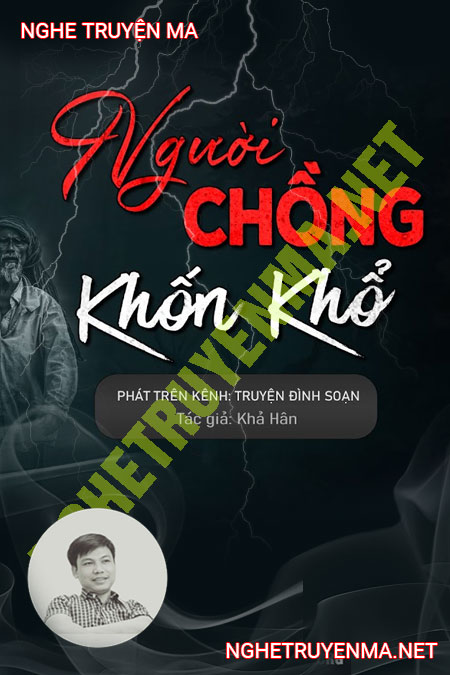 NGHE TRUYỆN MA
Người
CHỒNG
Khốn Khổ
PHÁT TRÊN KÊNH: TRUYỆN ĐÌNH SOẠN
Tác giả: Khả Hân
NGHETRUYENMA.NET
NGHETRUYENMA.NET